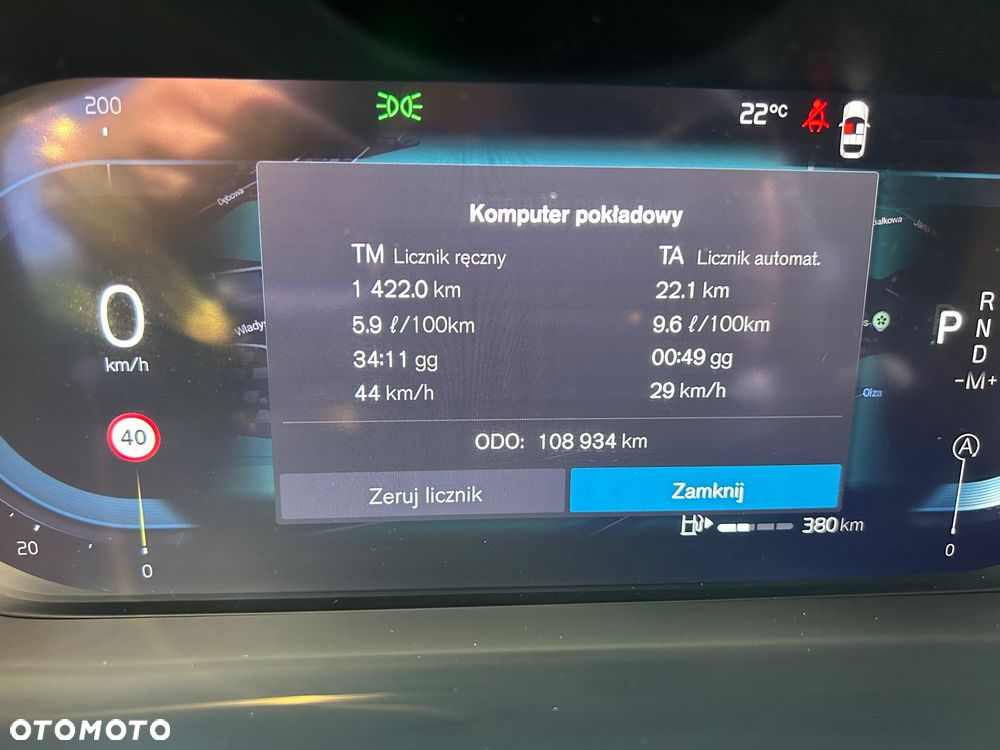 200
22°C
Dębowa
Komputer pokładowy
TM Licznik ręczny
TA Licznik automat.
1 422.0 km
22.1 km
5.9 ℓ/100km
9.6 ℓ/100km
34:11 gg
00:49 gg
44 km/h
29 km/h
ODO: 108 934 km
Zeruj licznik
Zamknij
0
km/h
40
20
0
380 km
P
R
N
D
-M+
Olza
A
0
OTOMOTO